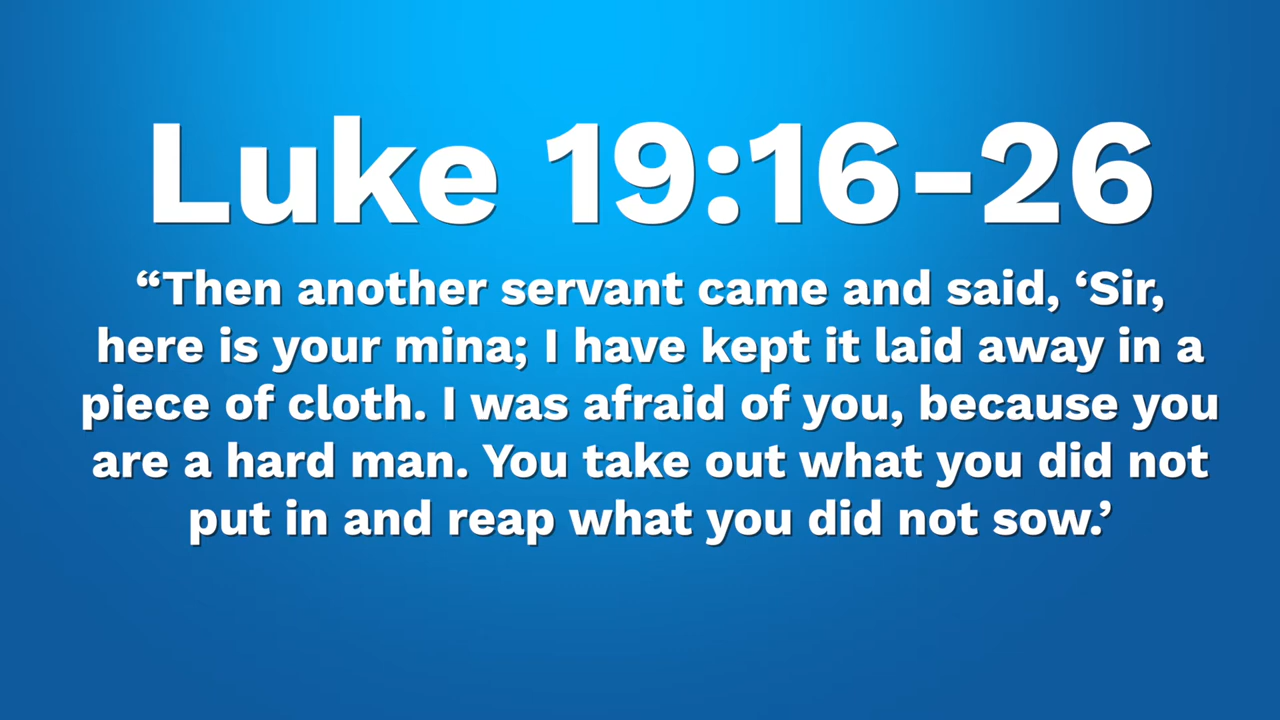 Luke 19:16-26
“Then another servant came and said, ‘Sir,
here is your mina; I have kept it laid away in a
piece of cloth. I was afraid of you, because you
are a hard man. You take out what you did not
put in and reap what you did not sow.’